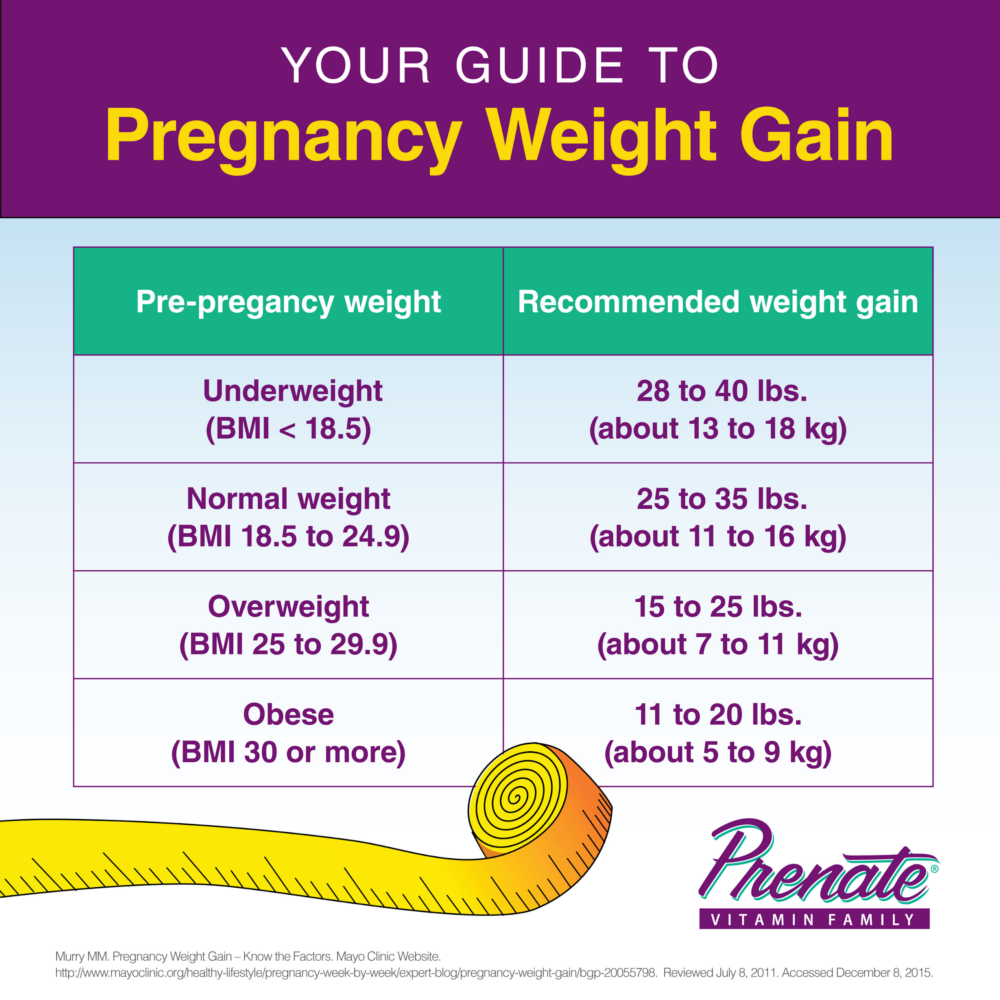 YOUR GUIDE TO
Pregnancy Weight Gain
Pre-pregancy weight
Recommended weight gain
Underweight
(BMI < 18.5)
28 to 40 lbs.
(about 13 to 18 kg)
Normal weight
(BMI 18.5 to 24.9)
25 to 35 lbs.
(about 11 to 16 kg)
Overweight
(BMI 25 to 29.9)
15 to 25 lbs.
(about 7 to 11 kg)
Obese
(BMI 30 or more)
11 to 20 lbs.
(about 5 to 9 kg)
Prenate®
VITAMIN FAMILY
Murry MM. Pregnancy Weight Gain – Know the Factors. Mayo Clinic Website.
http://www.mayoclinic.org/healthy-lifestyle/pregnancy-week-by-week/expert-blog/pregnancy-weight-gain/bgp-20055798. Reviewed July 8, 2011. Accessed December 8, 2015.